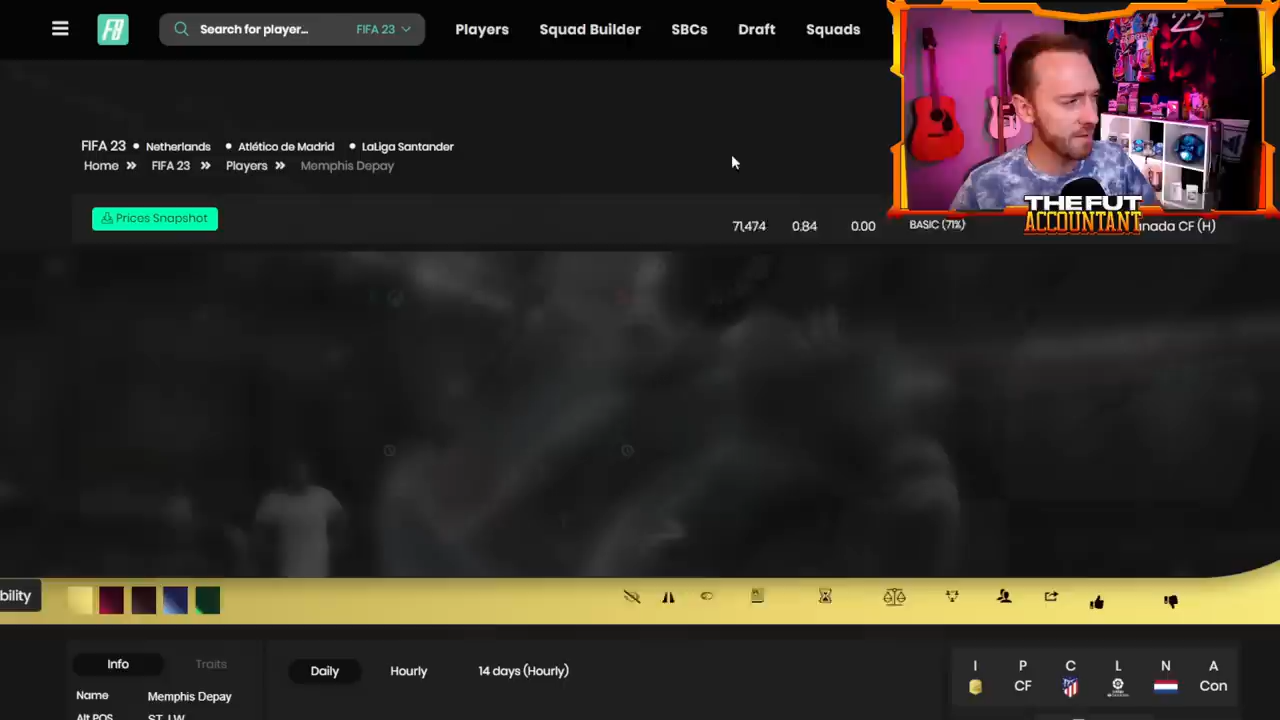 Search for player... FIFA 23 Players Squad Builder SBCs Draft Squads
FIFA 23 Netherlands Atlético de Madrid LaLiga Santander
Home FIFA 23 Players Memphis Depay
Prices Snapshot 71,474 0.84 0.00 BASIC (71%) nada CF (H)
THE FUT
ACCOUNTANT
bility
Info Traits Daily Hourly 14 days (Hourly) I P C L N A
CF Con
Name Memphis Depay
Alt POS ST, LW